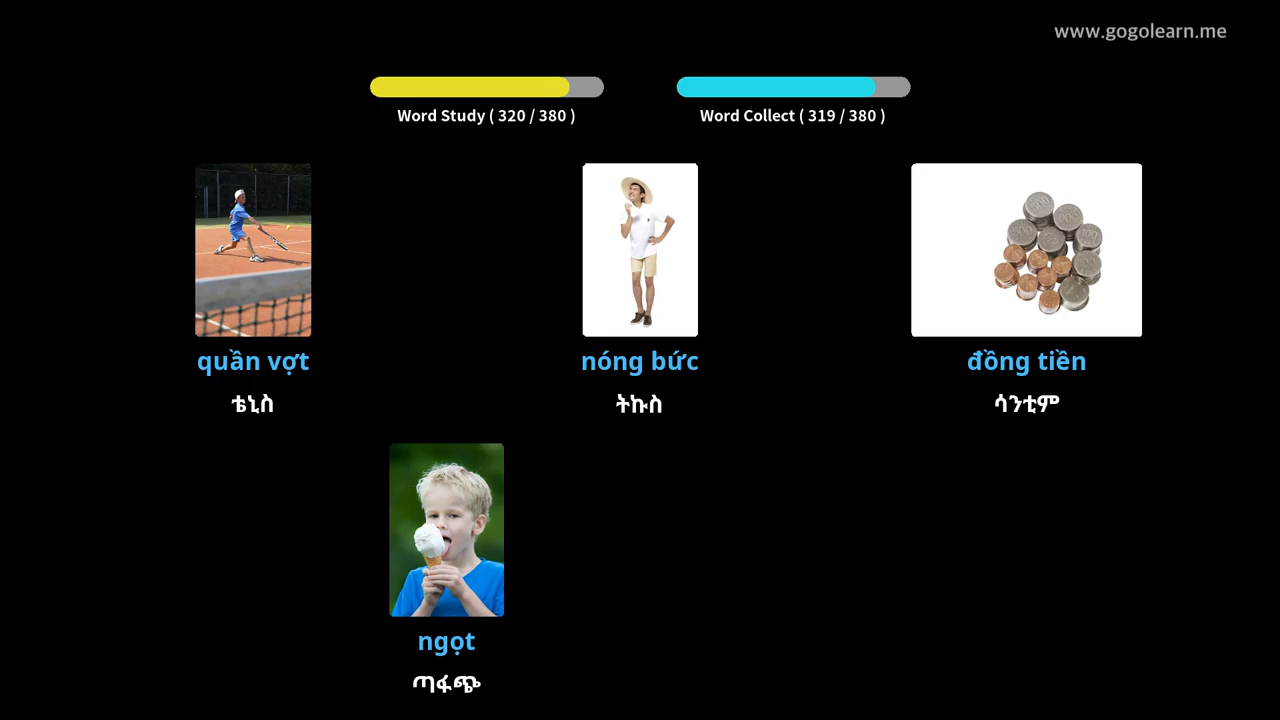 www.gogolearn.me
Word Study ( 320 / 380 )
Word Collect ( 319 / 380 )
quần vợt
ቴኒስ
nóng bức
ትኩስ
đồng tiền
ሳንቲም
ngọt
ጣፋጭ